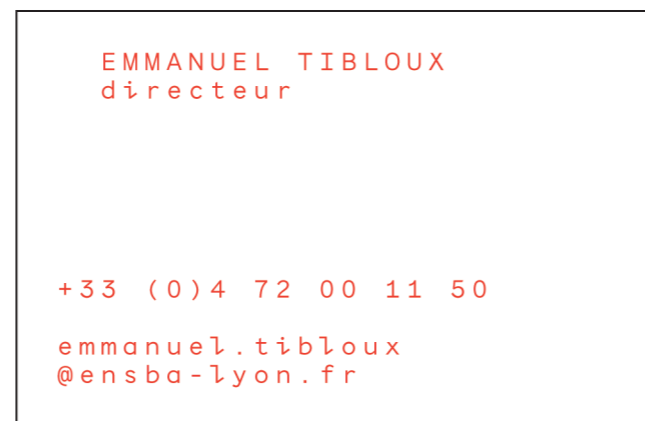 EMMANUEL TIBLOUX
directeur
+33 (0)4 72 00 11 50
emmanuel.tibloux
@ensba-lyon.fr